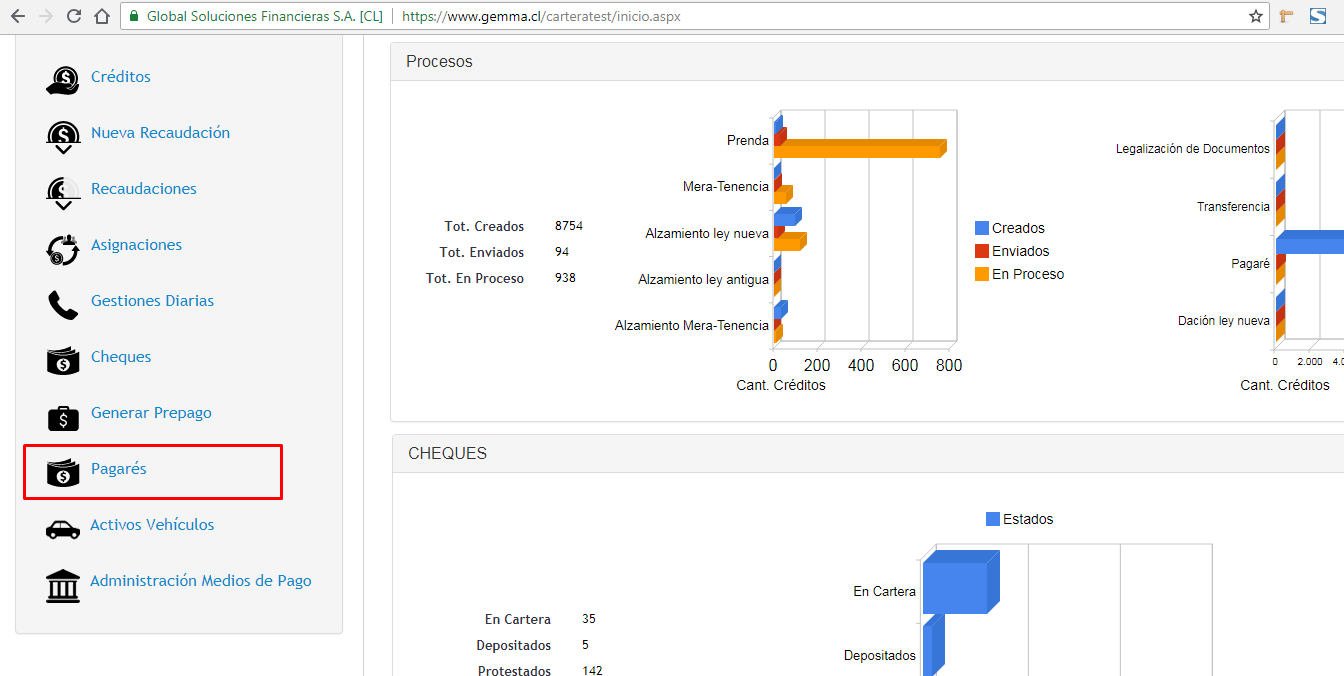 Global Soluciones Financieras S.A. [CL]
https://www.gemma.cl/carteratest/inicio.aspx
Créditos
Nueva Recaudación
Recaudaciones
Asignaciones
Gestiones Diarias
Cheques
Generar Prepago
Pagarés
Activos Vehículos
Administración Medios de Pago
Procesos
Tot. Creados 8754
Tot. Enviados 94
Tot. En Proceso 938
Prenda
Mera-Tenencia
Alzamiento ley nueva
Alzamiento ley antigua
Alzamiento Mera-Tenencia
0 200 400 600 800
Cant. Créditos
Creados
Enviados
En Proceso
Legalización de Documentos
Transferencia
Pagaré
Dación ley nueva
0 2.000
Cant. Créditos
CHEQUES
En Cartera 35
Depositados 5
Protestados 142
Estados
En Cartera
Depositados